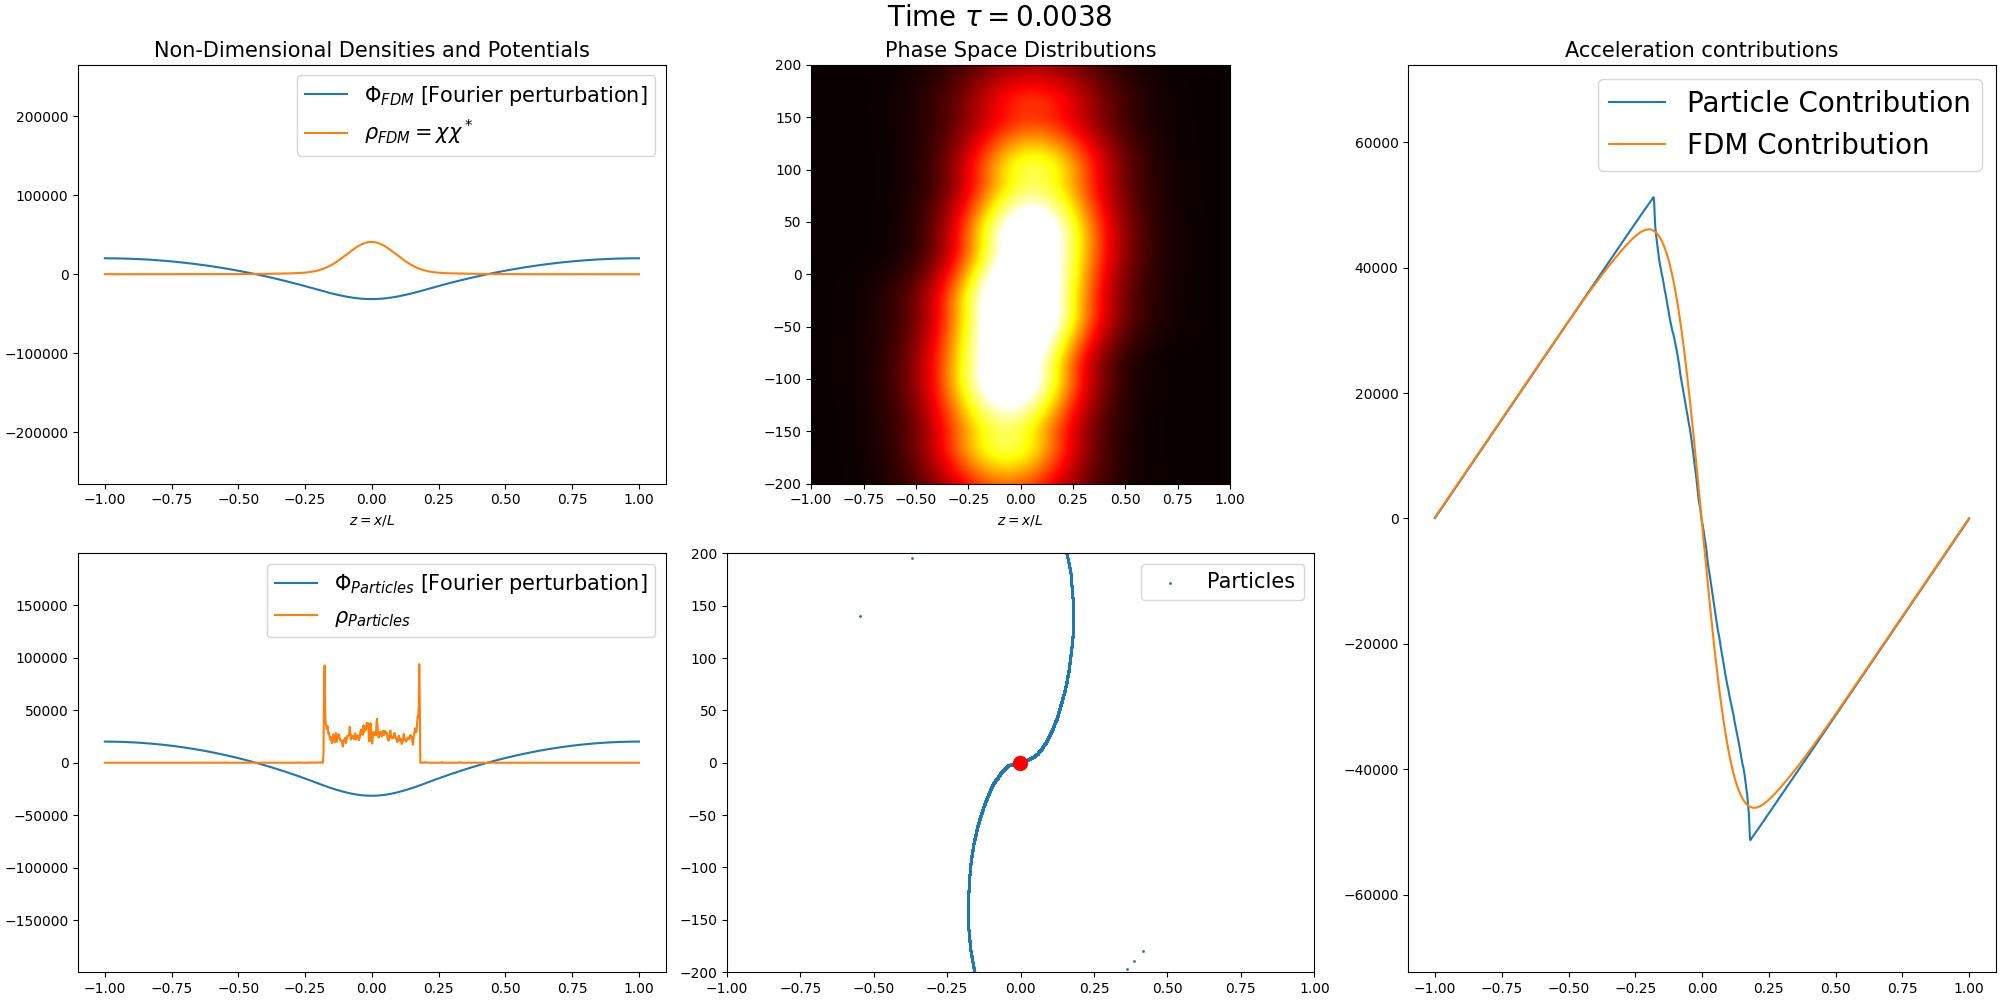 Time τ = 0.0038
Non-Dimensional Densities and Potentials
Φ_FDM [Fourier perturbation]
ρ_FDM = χχ*
200000
100000
0
−100000
−200000
−1.00 −0.75 −0.50 −0.25 0.00 0.25 0.50 0.75 1.00
z = x/L
Phase Space Distributions
200
150
100
50
0
−50
−100
−150
−200
−1.00 −0.75 −0.50 −0.25 0.00 0.25 0.50 0.75 1.00
z = x/L
Acceleration contributions
Particle Contribution
FDM Contribution
60000
40000
20000
0
−20000
−40000
−60000
−1.00 −0.75 −0.50 −0.25 0.00 0.25 0.50 0.75 1.00
Φ_Particles [Fourier perturbation]
ρ_Particles
150000
100000
50000
0
−50000
−100000
−150000
−1.00 −0.75 −0.50 −0.25 0.00 0.25 0.50 0.75 1.00
Particles
200
150
100
50
0
−50
−100
−150
−200
−1.00 −0.75 −0.50 −0.25 0.00 0.25 0.50 0.75 1.00